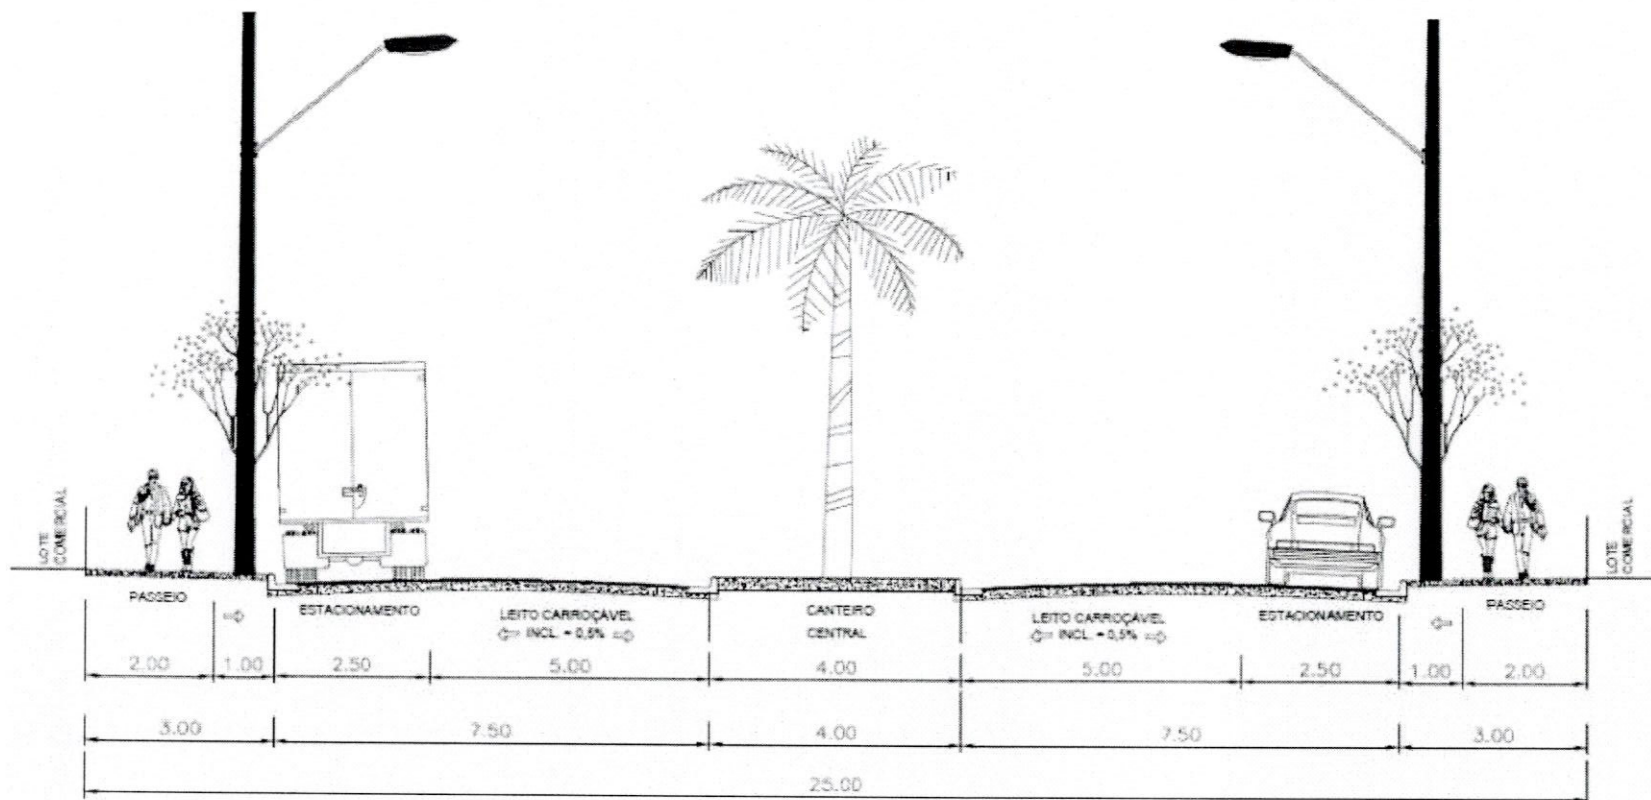 LOTE
COMERCIAL
LOTE
COMERCIAL
PASSEIO
ESTACIONAMENTO
LEITO CARROÇÁVEL
INCL. = 0,5%
CANTEIRO
CENTRAL
LEITO CARROÇÁVEL
INCL. = 0,5%
ESTACIONAMENTO
PASSEIO
2.00 1.00 2.50 5.00 4.00 5.00 2.50 1.00 2.00
3.00 7.50 4.00 7.50 3.00
25.00